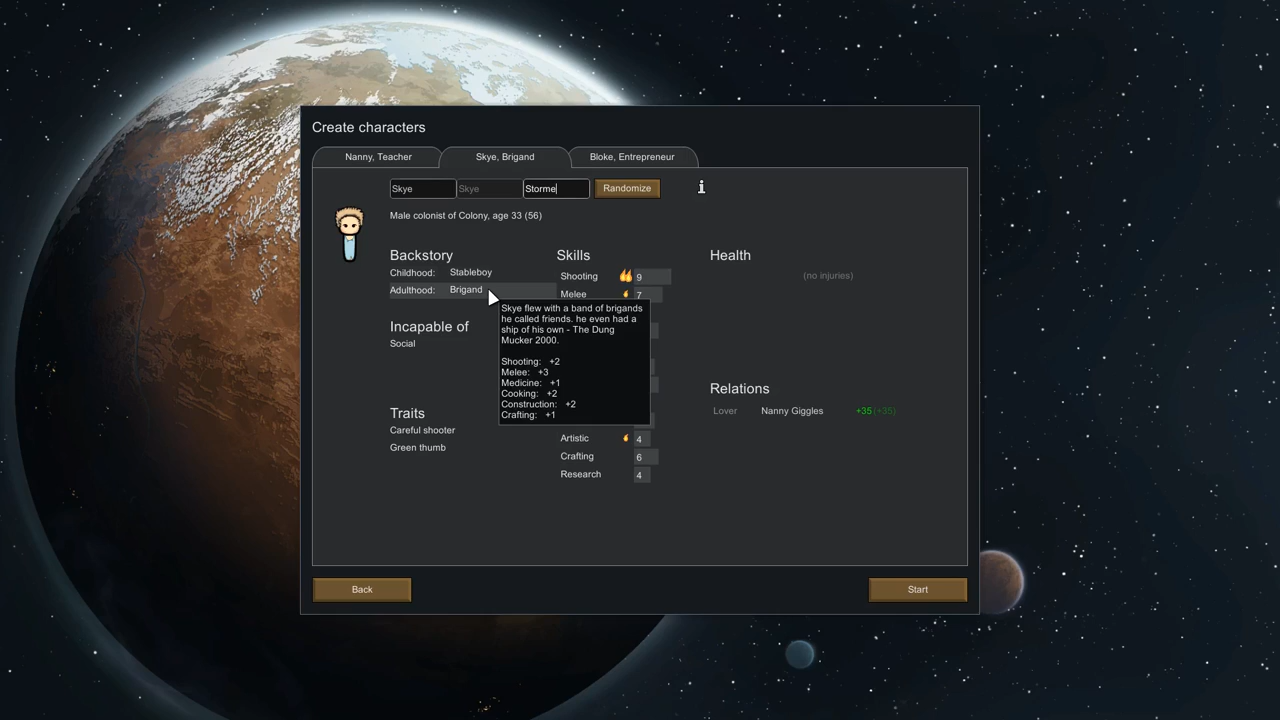 Create characters
Nanny, Teacher
Skye, Brigand
Bloke, Entrepreneur
Skye
Skye
Storme
Randomize
Male colonist of Colony, age 33 (56)
Backstory
Childhood: Stableboy
Adulthood: Brigand
Incapable of
Social
Traits
Careful shooter
Green thumb
Skills
Shooting 9
Melee 7
Skye flew with a band of brigands
he called friends. he even had a
ship of his own - The Dung
Mucker 2000.
Shooting: +2
Melee: +3
Medicine: +1
Cooking: +2
Construction: +2
Crafting: +1
Artistic 4
Crafting 6
Research 4
Health
(no injuries)
Relations
Lover Nanny Giggles +35 (+35)
Back
Start